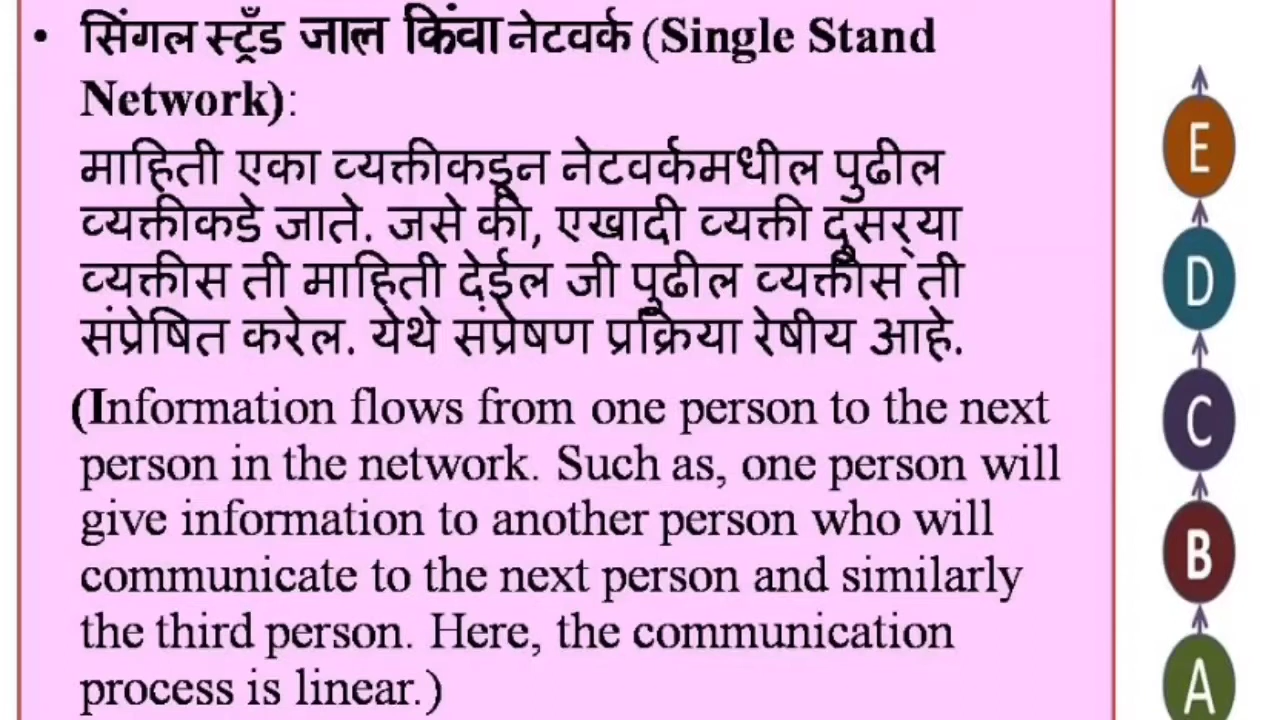 • सिंगल स्ट्रँड जाल किंवा नेटवर्क (Single Stand
Network):
माहिती एका व्यक्तीकडून नेटवर्कमधील पुढील
व्यक्तीकडे जाते. जसे की, एखादी व्यक्ती दुसर्‍या
व्यक्तीस ती माहिती देईल जी पुढील व्यक्तीस ती
संप्रेषित करेल. येथे संप्रेषण प्रक्रिया रेषीय आहे.
(Information flows from one person to the next
person in the network. Such as, one person will
give information to another person who will
communicate to the next person and similarly
the third person. Here, the communication
process is linear.)
E
D
C
B
A